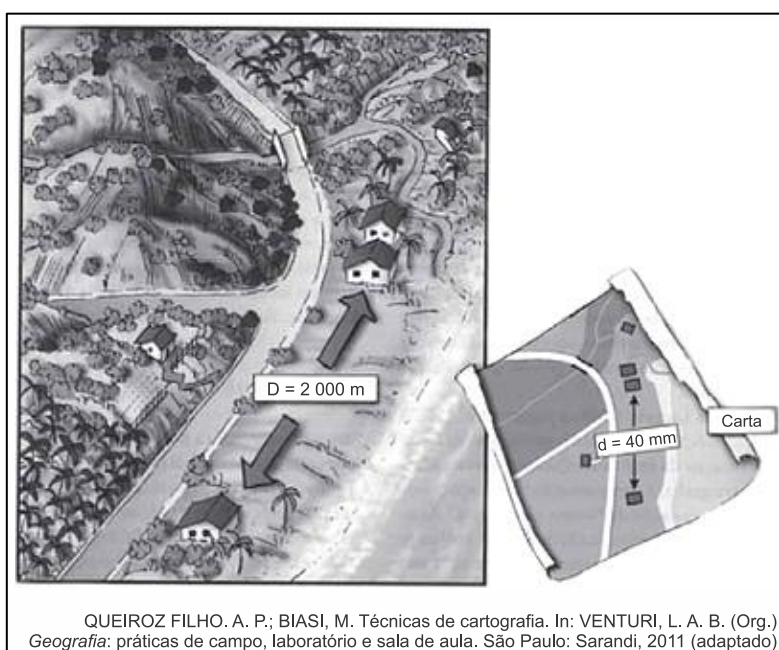 D = 2 000 m
Carta
d = 40 mm
QUEIROZ FILHO. A. P.; BIASI, M. Técnicas de cartografia. In: VENTURI, L. A. B. (Org.)
Geografia: práticas de campo, laboratório e sala de aula. São Paulo: Sarandi, 2011 (adaptado)